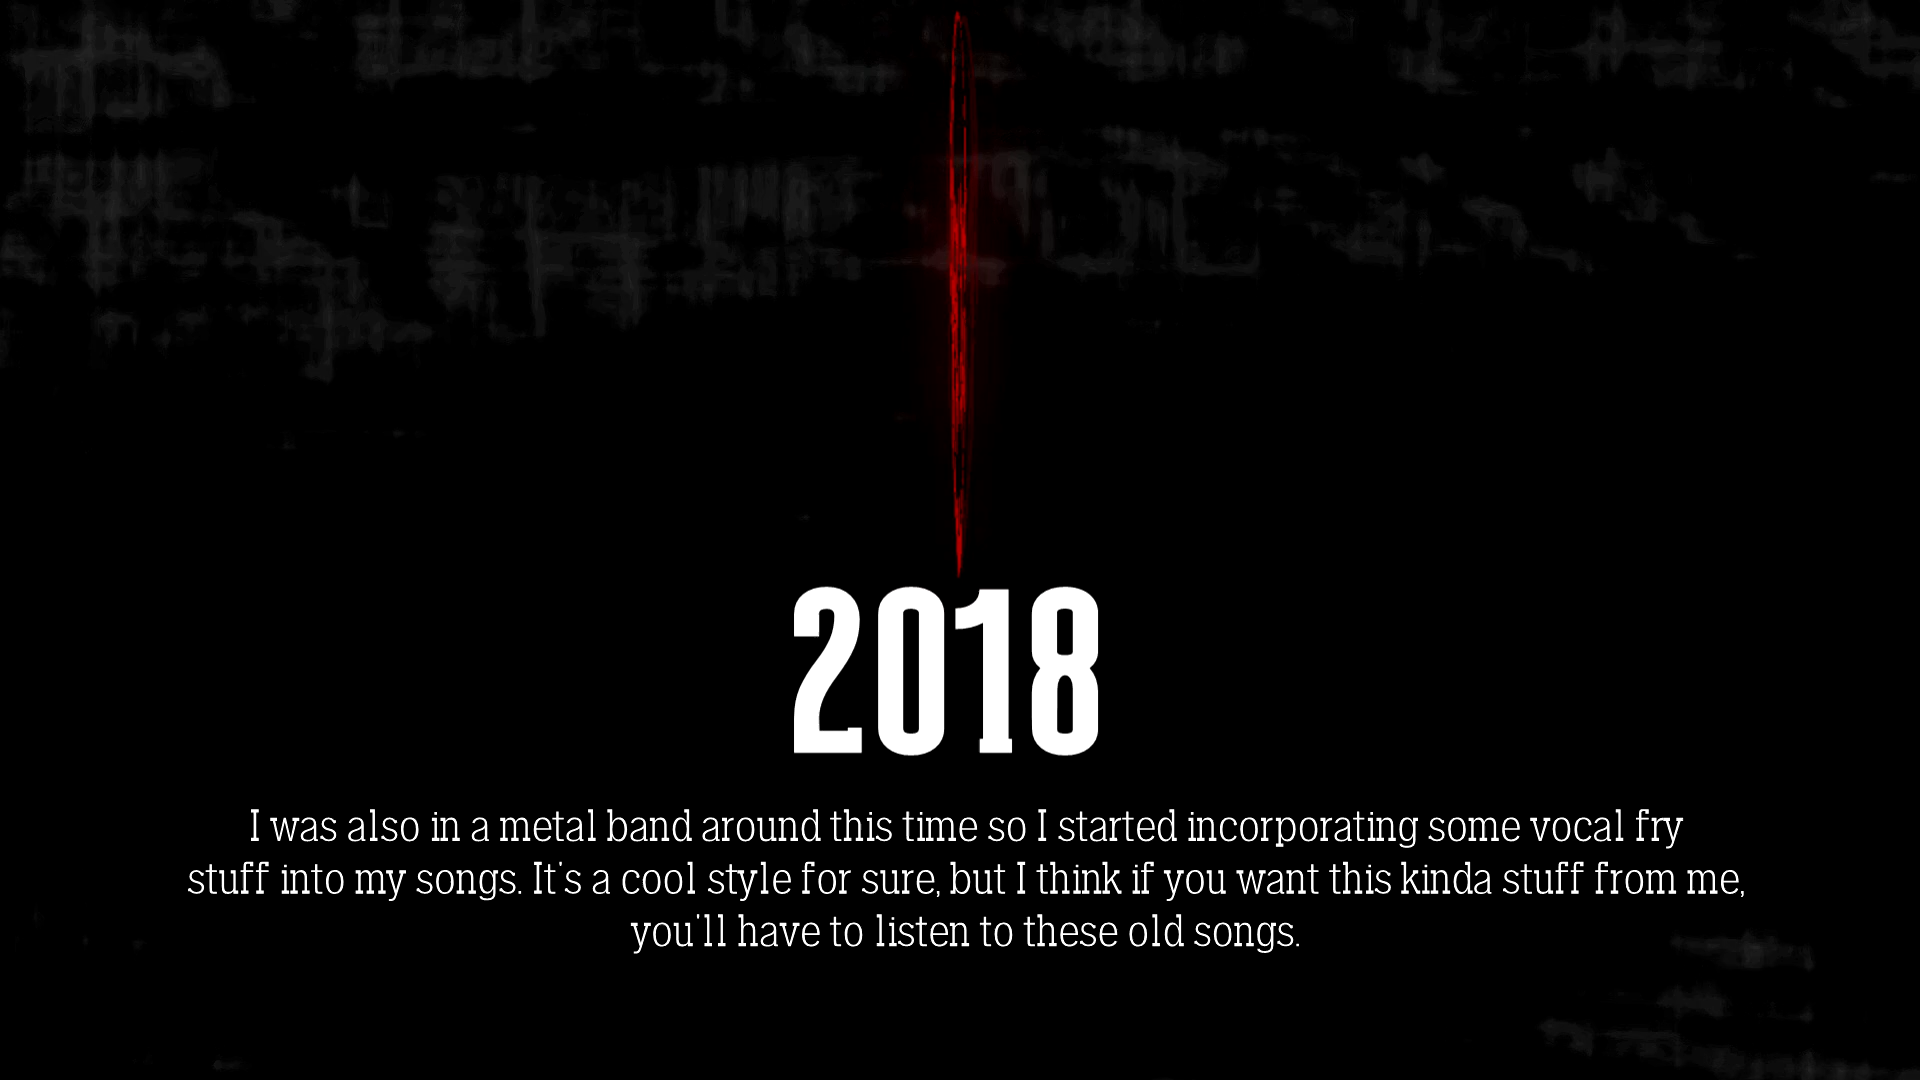 2018
I was also in a metal band around this time so I started incorporating some vocal fry
stuff into my songs. It's a cool style for sure, but I think if you want this kinda stuff from me,
you'll have to listen to these old songs.